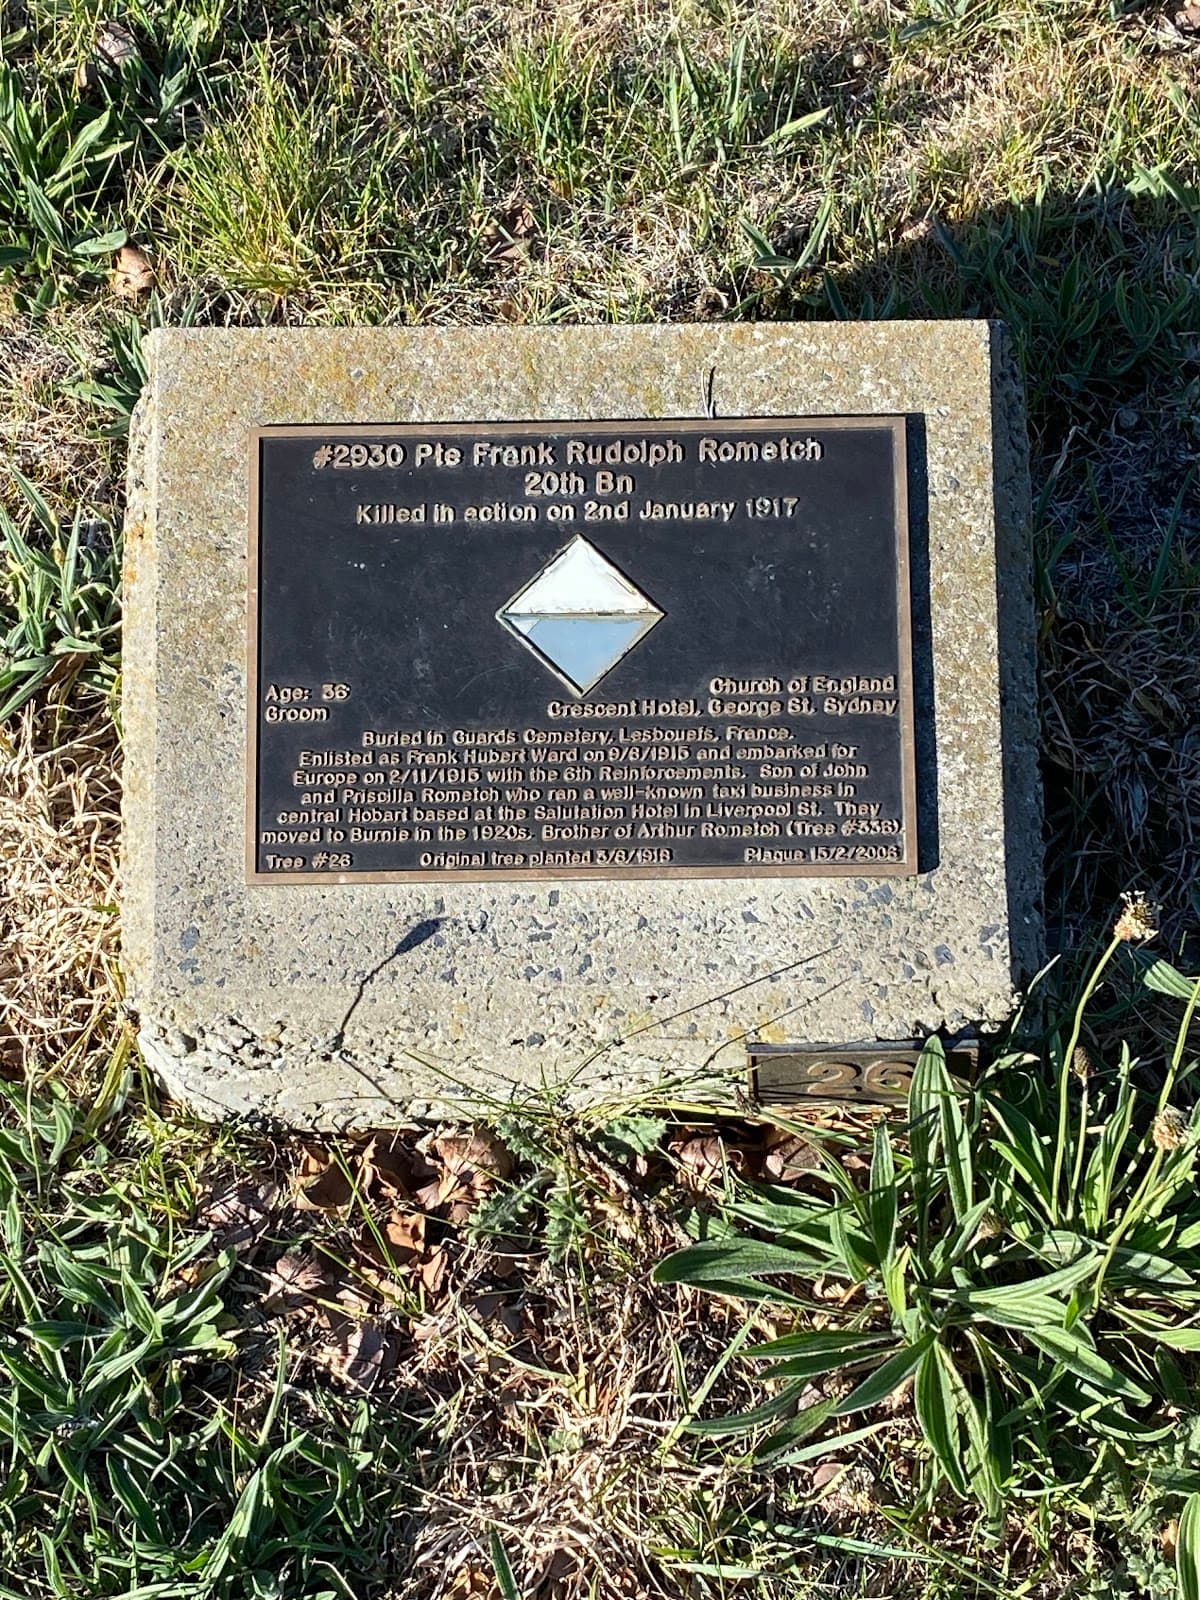 #2930 Pte Frank Rudolph Rometch
20th Bn
Killed in action on 2nd January 1917
Age: 36
Church of England
Groom
Crescent Hotel, George St. Sydney
Buried in Guards Cemetery, Lesbouefs, France.
Enlisted as Frank Hubert Ward on 9/8/1915 and embarked for
Europe on 2/11/1915 with the 6th Reinforcements. Son of John
and Priscilla Rometch who ran a well-known taxi business in
central Hobart based at the Salutation Hotel in Liverpool St. They
moved to Burnie in the 1920s. Brother of Arthur Rometch (Tree #336)
Tree #26
Original tree planted 3/8/1918
Plaque 15/2/2006
26